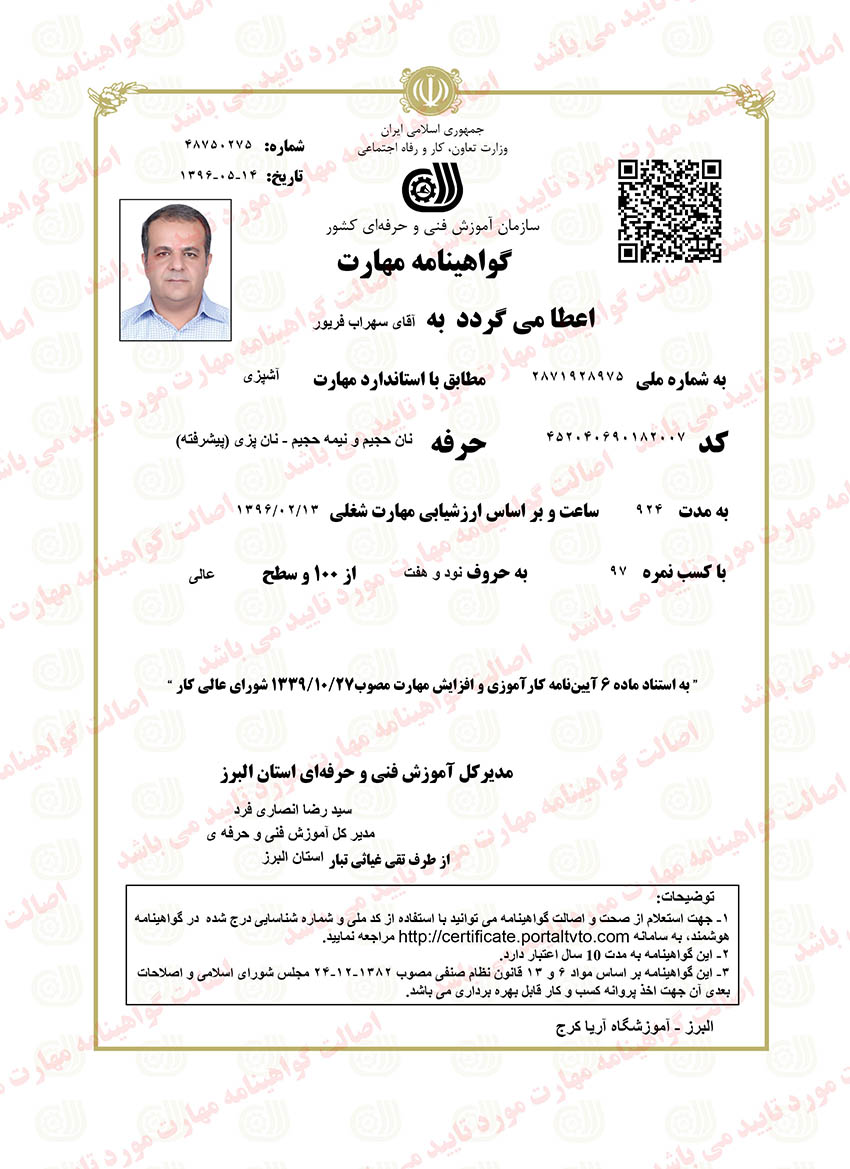 جمهوری اسلامی ایران
وزارت تعاون، کار و رفاه اجتماعی
شماره: ۴۸۷۵۰۲۷۵
تاریخ: ۱۳۹۶-۰۵-۱۴
سازمان آموزش فنی و حرفه‌ای کشور
گواهینامه مهارت
اعطا می گردد به آقای سهراب فریور
به شماره ملی ۲۸۷۱۹۲۸۹۷۵ مطابق با استاندارد مهارت آشپزی
کد ۴۵۲۰۴۰۶۹۰۱۸۲۰۰۷ حرفه نان حجیم و نیمه حجیم - نان پزی (پیشرفته)
به مدت ۹۲۴ ساعت و بر اساس ارزشیابی مهارت شغلی ۱۳۹۶/۰۲/۱۳
با کسب نمره ۹۷ به حروف نود و هفت از ۱۰۰ و سطح عالی
" به استناد ماده ۶ آیین‌نامه کارآموزی و افزایش مهارت مصوب۱۳۳۹/۱۰/۲۷ شورای عالی کار "
مدیرکل آموزش فنی و حرفه‌ای استان البرز
سید رضا انصاری فرد
مدیر کل آموزش فنی و حرفه ی
از طرف تقی غیاثی تبار استان البرز
توضیحات:
۱- جهت استعلام از صحت و اصالت گواهینامه می توانید با استفاده از کد ملی و شماره شناسایی درج شده در گواهینامه
هوشمند، به سامانه http://certificate.portaltvto.com مراجعه نمایید.
۲- این گواهینامه به مدت 10 سال اعتبار دارد.
۳- این گواهینامه بر اساس مواد ۶ و ۱۳ قانون نظام صنفی مصوب ۱۳۸۲-۱۲-۲۴ مجلس شورای اسلامی و اصلاحات
بعدی آن جهت اخذ پروانه کسب و کار قابل بهره برداری می باشد.
البرز - آموزشگاه آریا کرج
اصالت گواهینامه مهارت مورد تایید می باشد